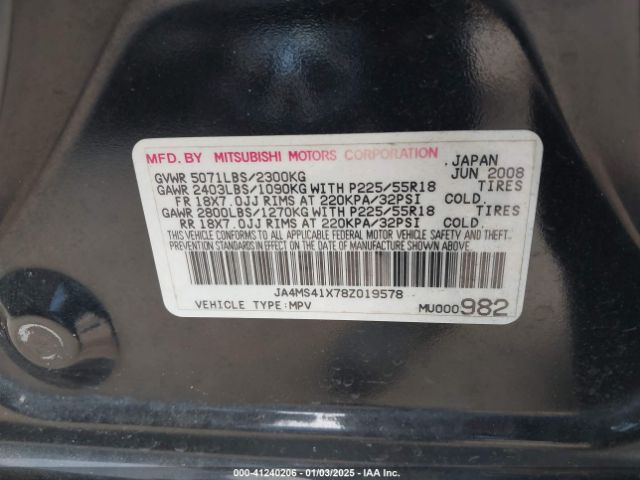 MFD. BY MITSUBISHI MOTORS CORPORATION , JAPAN
GVWR 5071LBS/2300KG JUN 2008
GAWR 2403LBS/1090KG WITH P225/55R18 TIRES
FR 18X7.0JJ RIMS AT 220KPA/32PSI COLD.
GAWR 2800LBS/1270KG WITH P225/55R18 TIRES
RR 18X7.0JJ RIMS AT 220KPA/32PSI COLD.
THIS VEHICLE CONFORMS TO ALL APPLICABLE FEDERAL MOTOR VEHICLE SAFETY AND THEFT
PREVENTION STANDARDS IN EFFECT ON THE DATE OF MANUFACTURE SHOWN ABOVE.
JA4MS41X78Z019578
VEHICLE TYPE:MPV MU000982
000-41240206 - 01/03/2025 - IAA Inc.